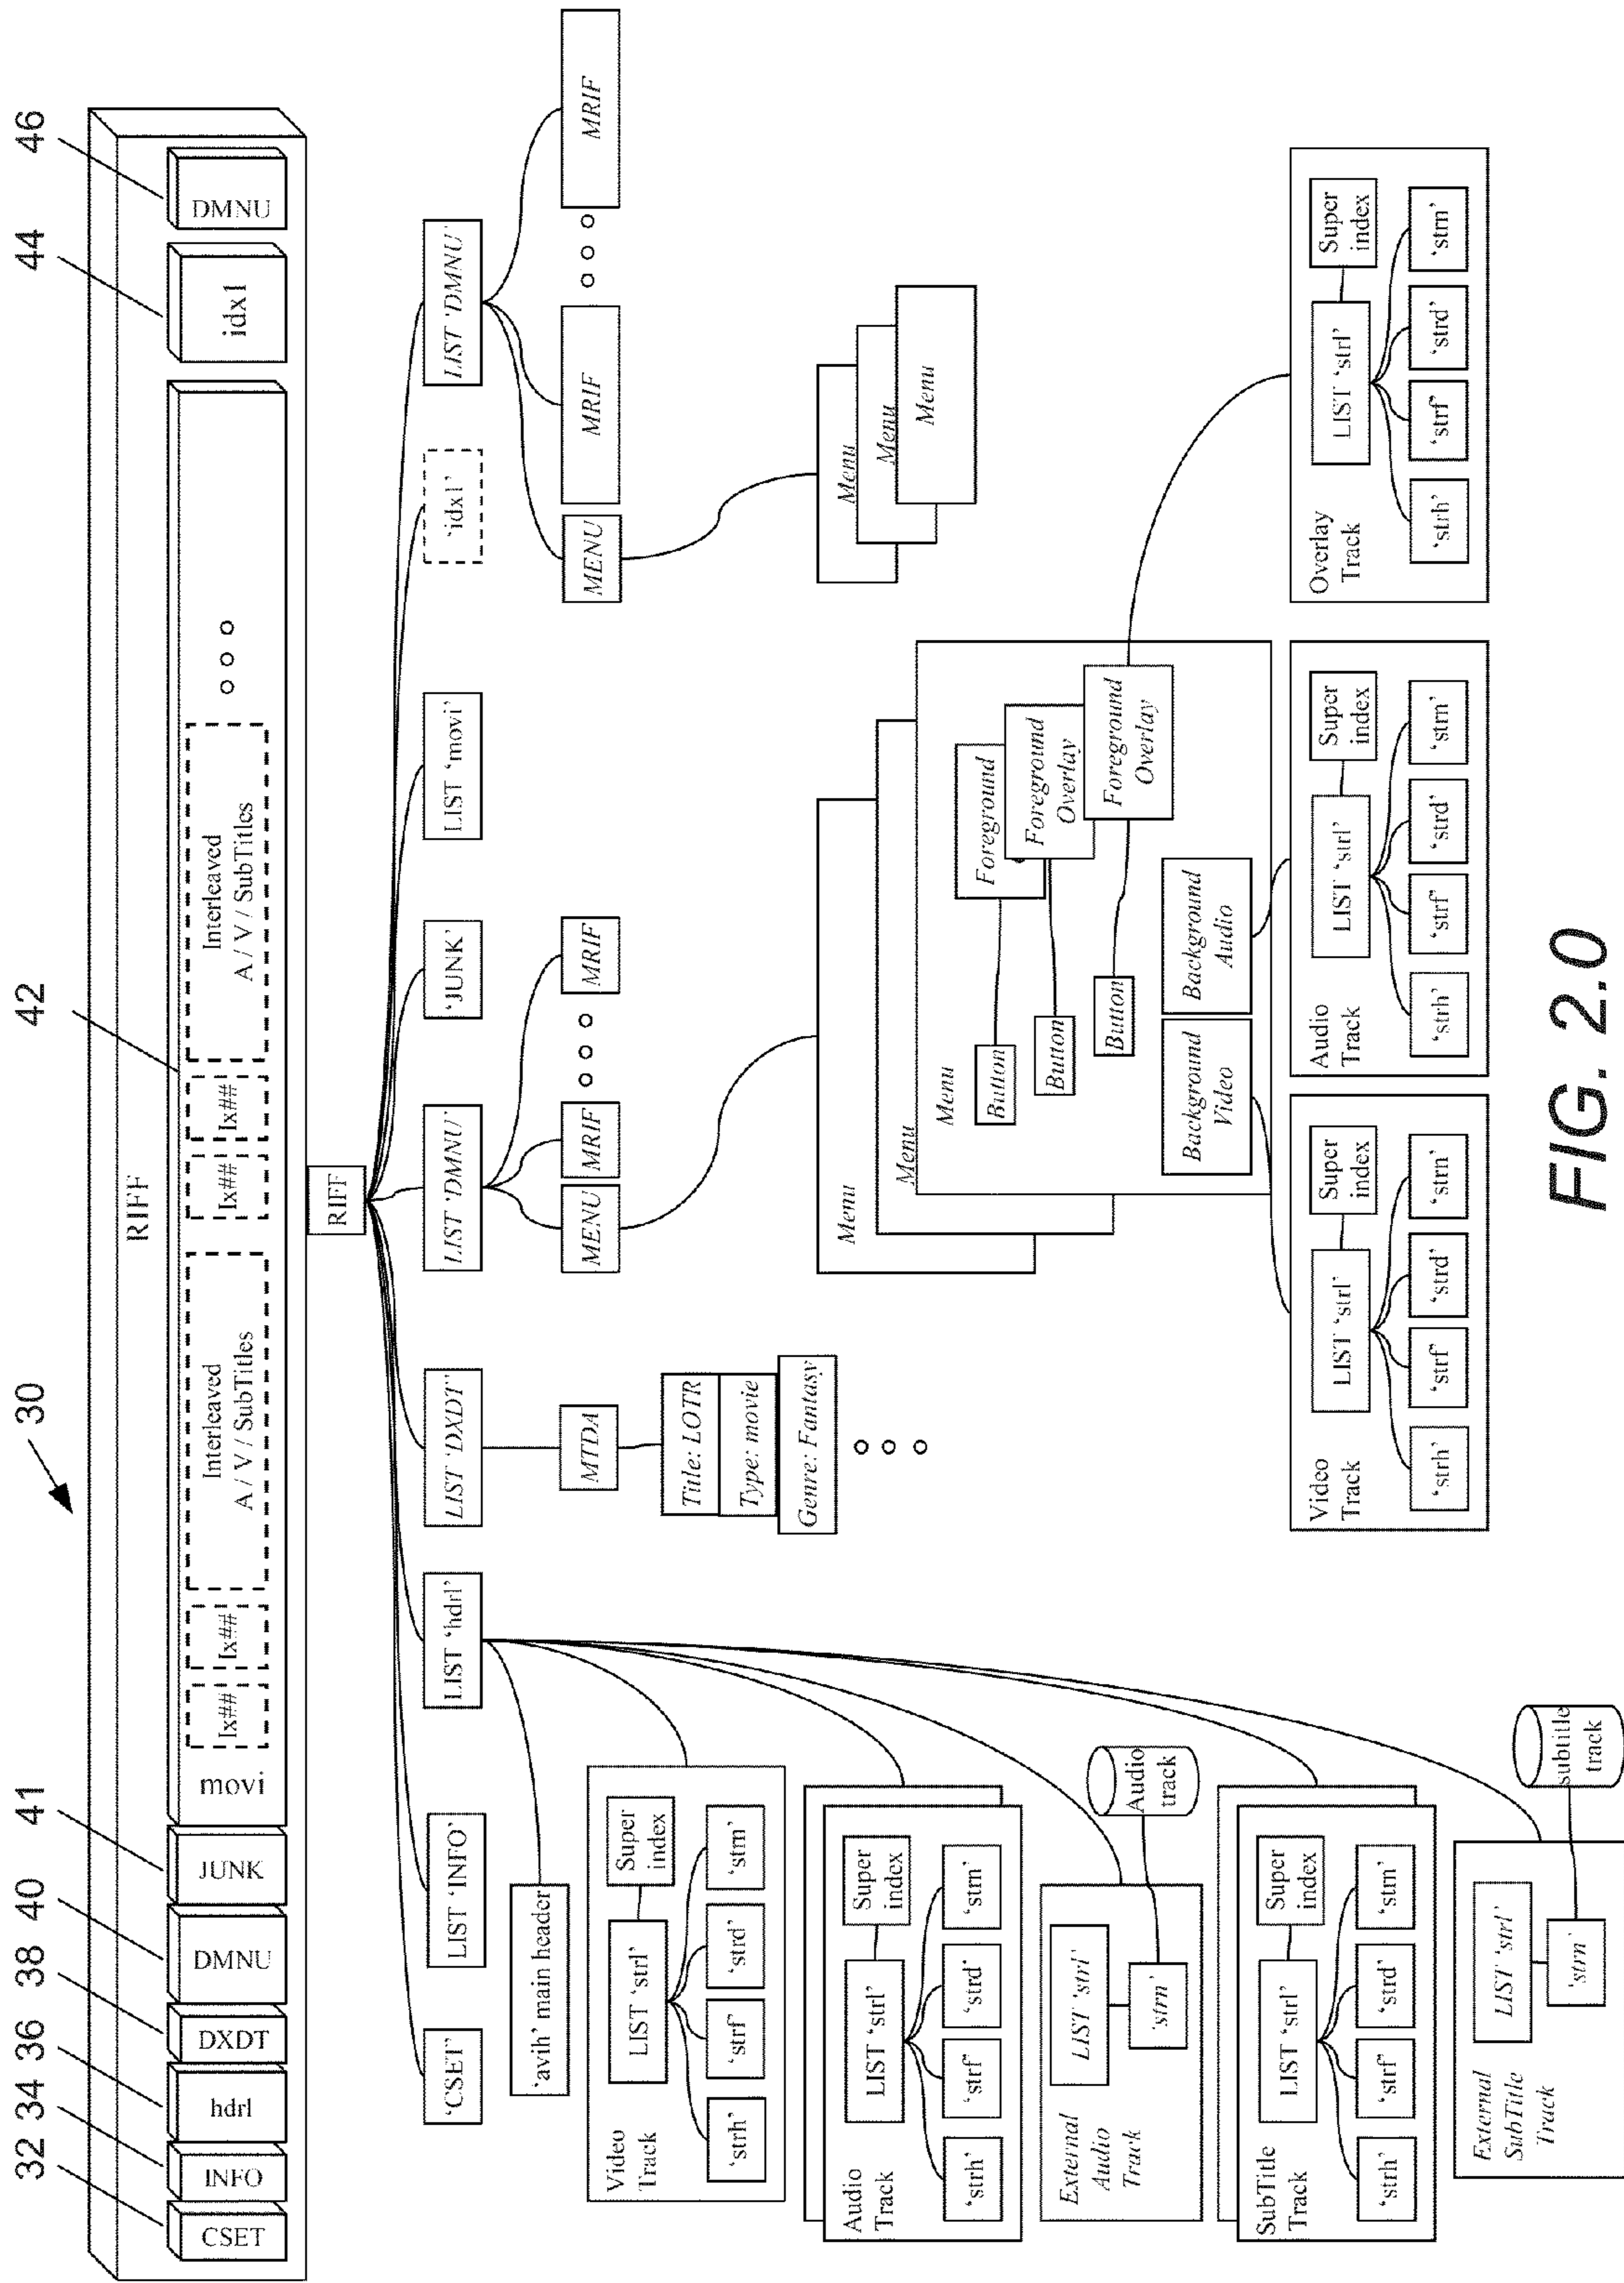 30
32
34
36
38
40
41
42
44
46
RIFF
CSET
INFO
hdrl
DXDT
DMNU
JUNK
movi
Ix##
Ix##
Interleaved
A / V / SubTitles
Ix##
Ix##
Interleaved
A / V / SubTitles
idx1
DMNU
RIFF
'CSET'
LIST 'INFO'
LIST 'hdrl'
LIST 'DXDT'
LIST 'DMNU'
'JUNK'
LIST 'movi'
'idx1'
LIST 'DMNU'
'avih' main header
MTDA
Title: LOTR
Type: movie
Genre: Fantasy
MENU
MRIF
MRIF
MENU
MRIF
MRIF
Menu
Menu
Menu
Video
Track
LIST 'strl'
Super
index
'strh'
'strf'
'strd'
'strn'
Audio
Track
LIST 'strl'
Super
index
'strh'
'strf'
'strd'
'strn'
External
Audio
Track
LIST 'strl'
'strn'
Audio
track
SubTitle
Track
LIST 'strl'
Super
index
'strh'
'strf'
'strd'
'strn'
External
SubTitle
Track
LIST 'strl'
'strn'
subtitle
track
Menu
Menu
Menu
Button
Foreground
Button
Foreground
Overlay
Button
Foreground
Overlay
Background
Video
Background
Audio
Video
Track
LIST 'strl'
Super
index
'strh'
'strf'
'strd'
'strn'
Audio
Track
LIST 'strl'
Super
index
'strh'
'strf'
'strd'
'strn'
Overlay
Track
LIST 'strl'
Super
index
'strh'
'strf'
'strd'
'strn'
FIG. 2.0